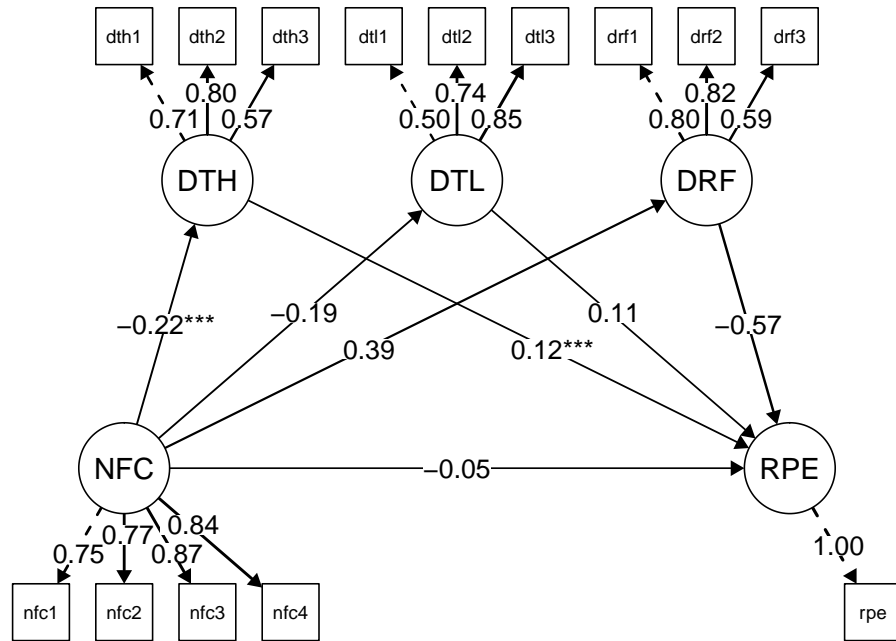 dth1 dth2 dth3 dtl1 dtl2 dtl3 drf1 drf2 drf3
0.71 0.80 0.57 0.50 0.74 0.85 0.80 0.82 0.59
DTH DTL DRF
−0.22*** −0.19 0.39 0.12*** 0.11 −0.57
NFC −0.05 RPE
0.75 0.77 0.87 0.84 1.00
nfc1 nfc2 nfc3 nfc4 rpe